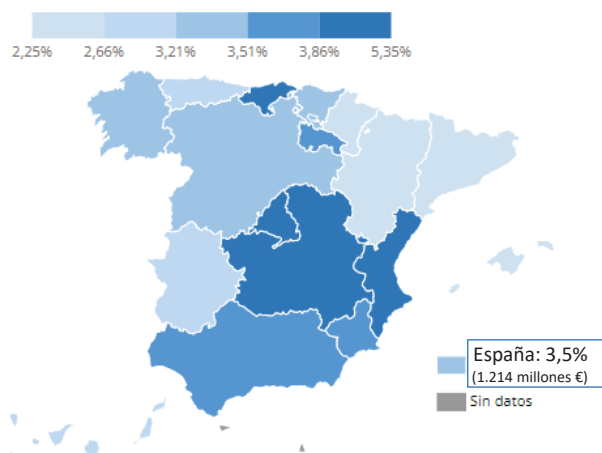 2,25% 2,66% 3,21% 3,51% 3,86% 5,35%
España: 3,5%
(1.214 millones €)
Sin datos